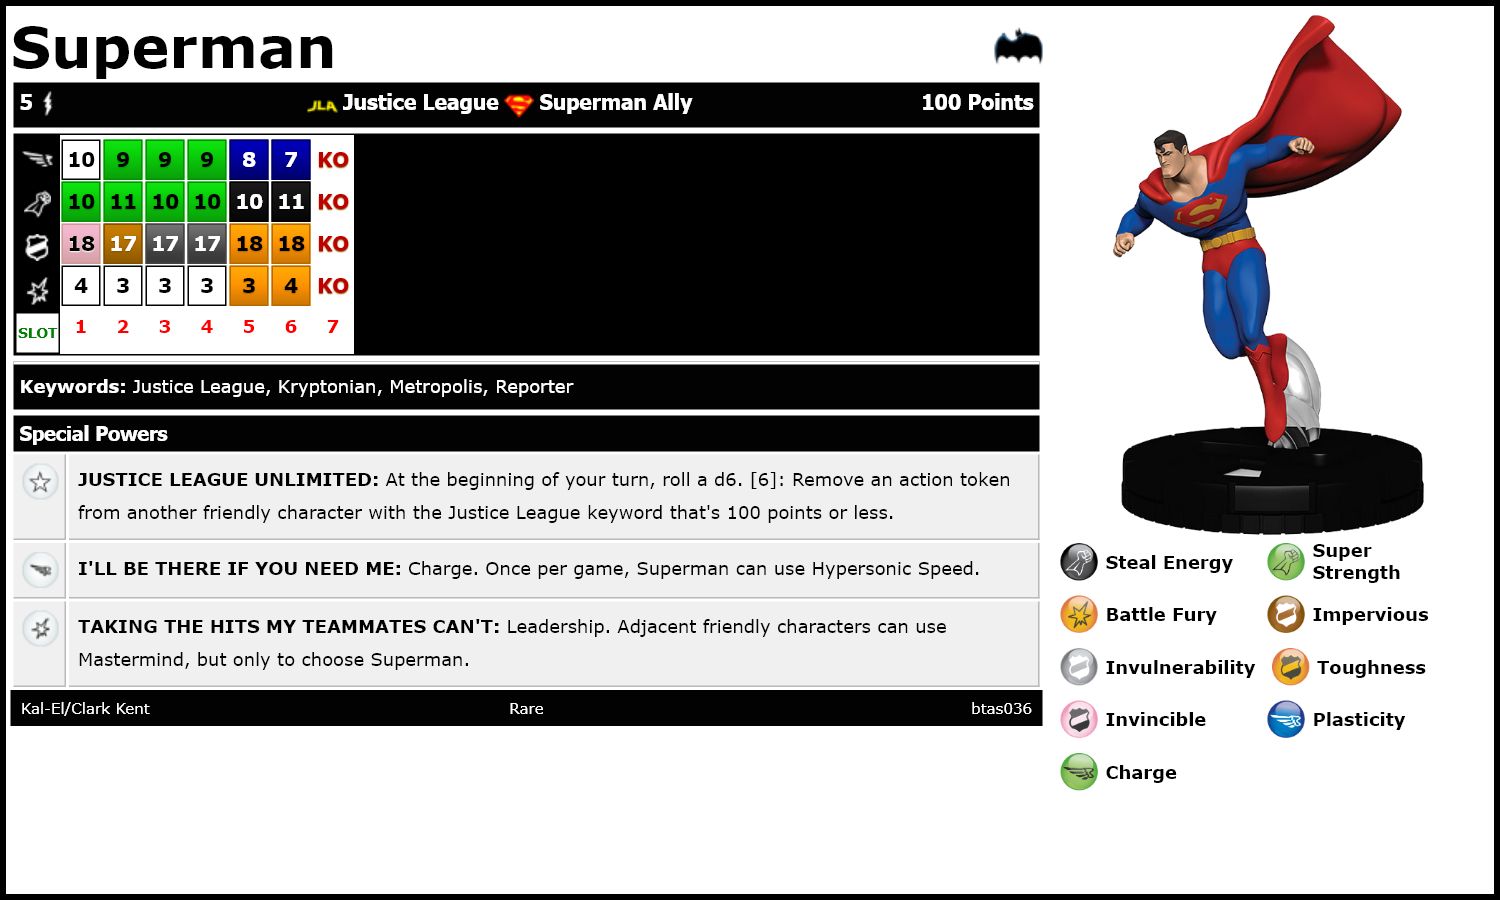 Superman
5 JLA Justice League Superman Ally 100 Points
10 9 9 9 8 7 KO
10 11 10 10 10 11 KO
18 17 17 17 18 18 KO
4 3 3 3 3 4 KO
SLOT 1 2 3 4 5 6 7
Keywords: Justice League, Kryptonian, Metropolis, Reporter
Special Powers
JUSTICE LEAGUE UNLIMITED: At the beginning of your turn, roll a d6. [6]: Remove an action token
from another friendly character with the Justice League keyword that's 100 points or less.
I'LL BE THERE IF YOU NEED ME: Charge. Once per game, Superman can use Hypersonic Speed.
TAKING THE HITS MY TEAMMATES CAN'T: Leadership. Adjacent friendly characters can use
Mastermind, but only to choose Superman.
Kal-El/Clark Kent Rare btas036
Steal Energy
Super
Strength
Battle Fury
Impervious
Invulnerability
Toughness
Invincible
Plasticity
Charge